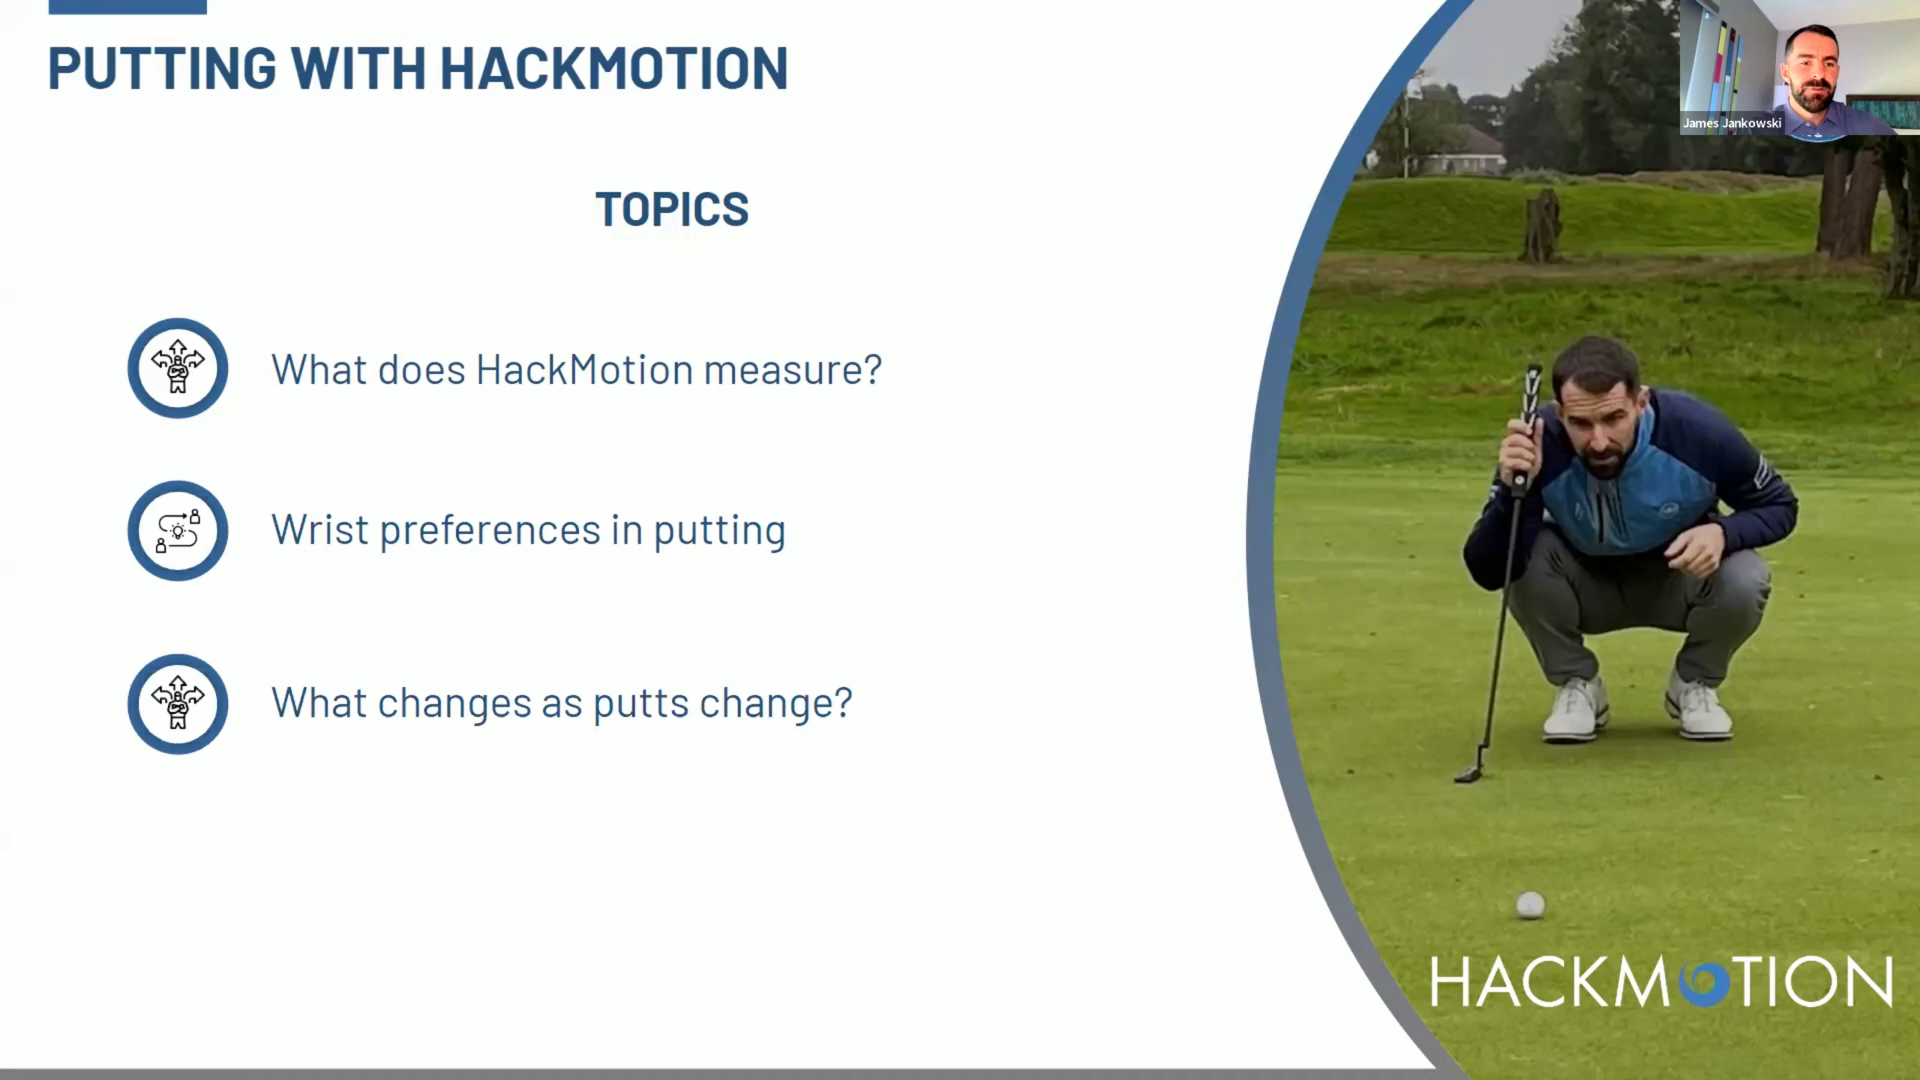 PUTTING WITH HACKMOTION
James Jankowski
TOPICS
What does HackMotion measure?
Wrist preferences in putting
What changes as putts change?
HACKMOTION